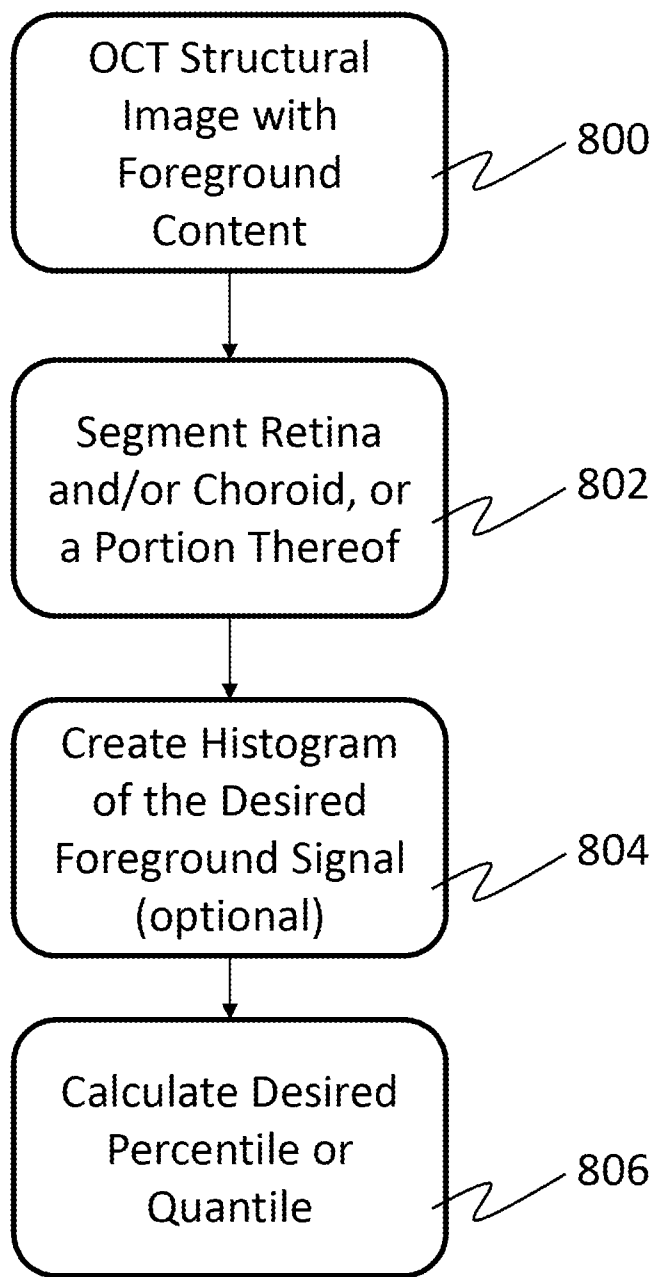 OCT Structural
Image with
Foreground
Content
800
Segment Retina
and/or Choroid, or
a Portion Thereof
802
Create Histogram
of the Desired
Foreground Signal
(optional)
804
Calculate Desired
Percentile or
Quantile
806